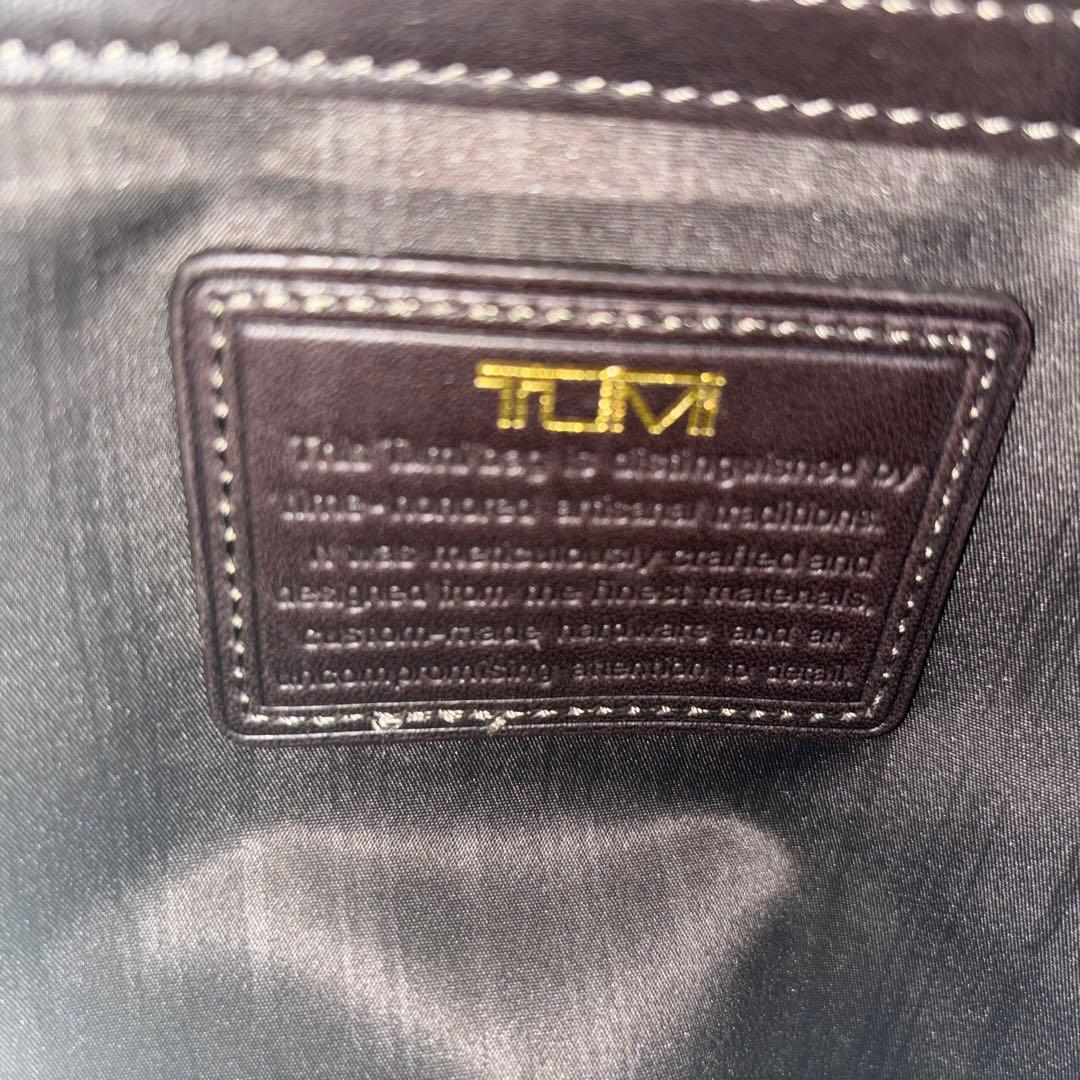 TUMI
This Tumi bag is distinguished by
time-honored artisanal traditions.
It was meticulously crafted and
designed from the finest materials,
custom-made hardware and an
uncompromising attention to detail.